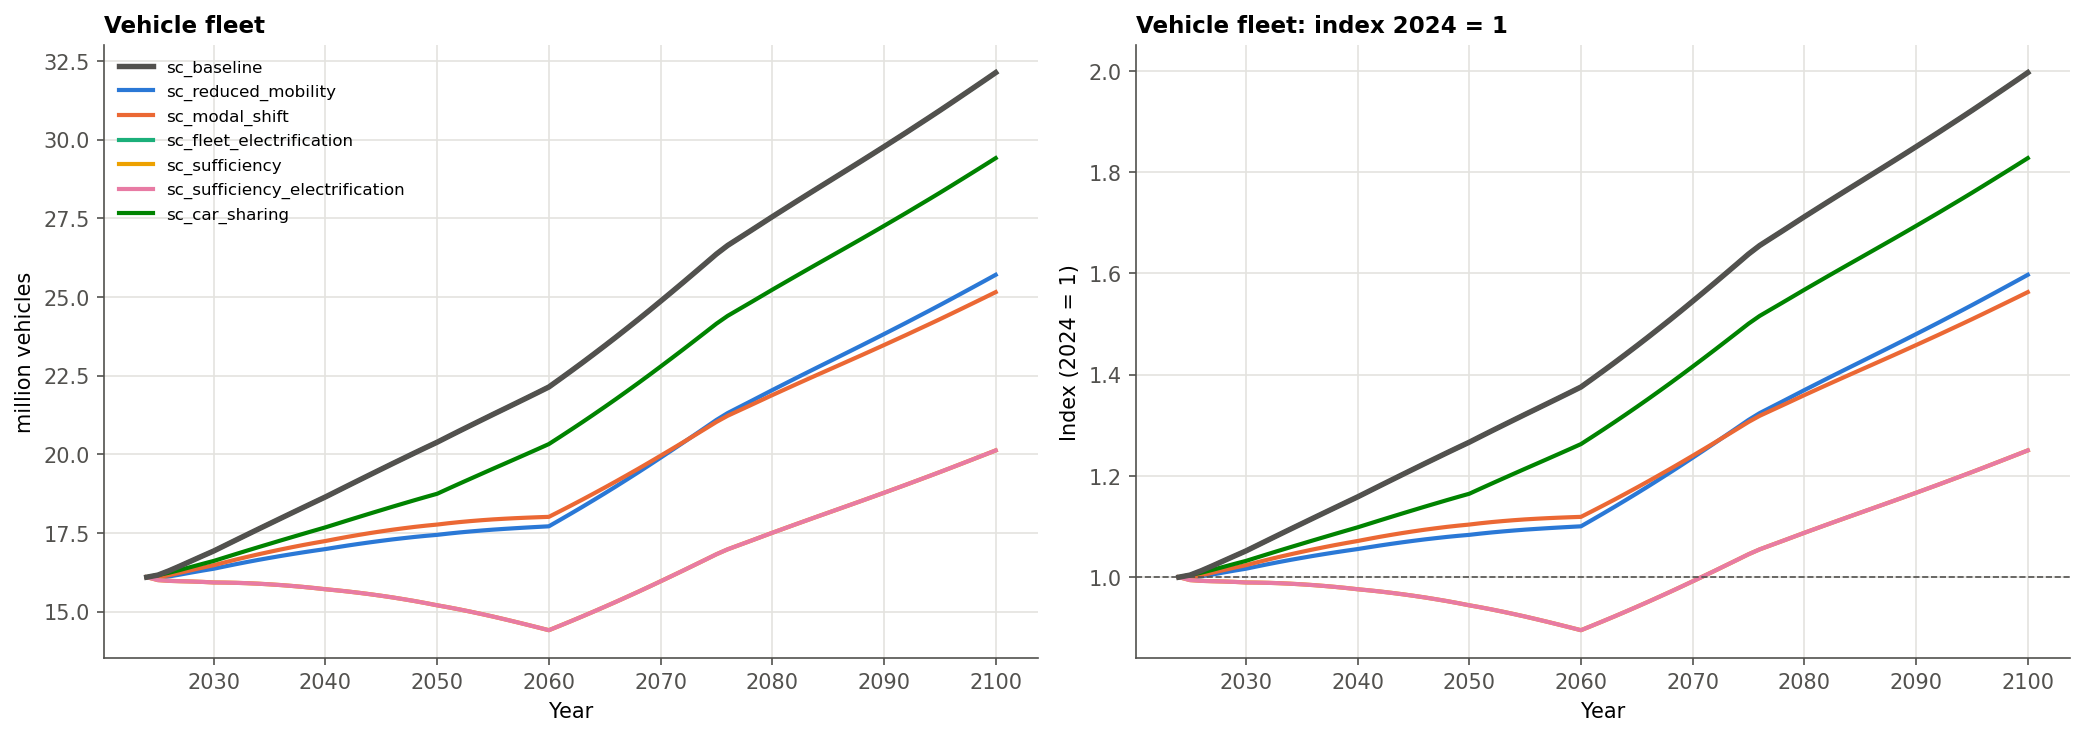 Vehicle fleet
32.5
30.0
27.5
25.0
22.5
20.0
17.5
15.0
million vehicles
sc_baseline
sc_reduced_mobility
sc_modal_shift
sc_fleet_electrification
sc_sufficiency
sc_sufficiency_electrification
sc_car_sharing
2030 2040 2050 2060 2070 2080 2090 2100
Year
Vehicle fleet: index 2024 = 1
2.0
1.8
1.6
1.4
1.2
1.0
Index (2024 = 1)
2030 2040 2050 2060 2070 2080 2090 2100
Year